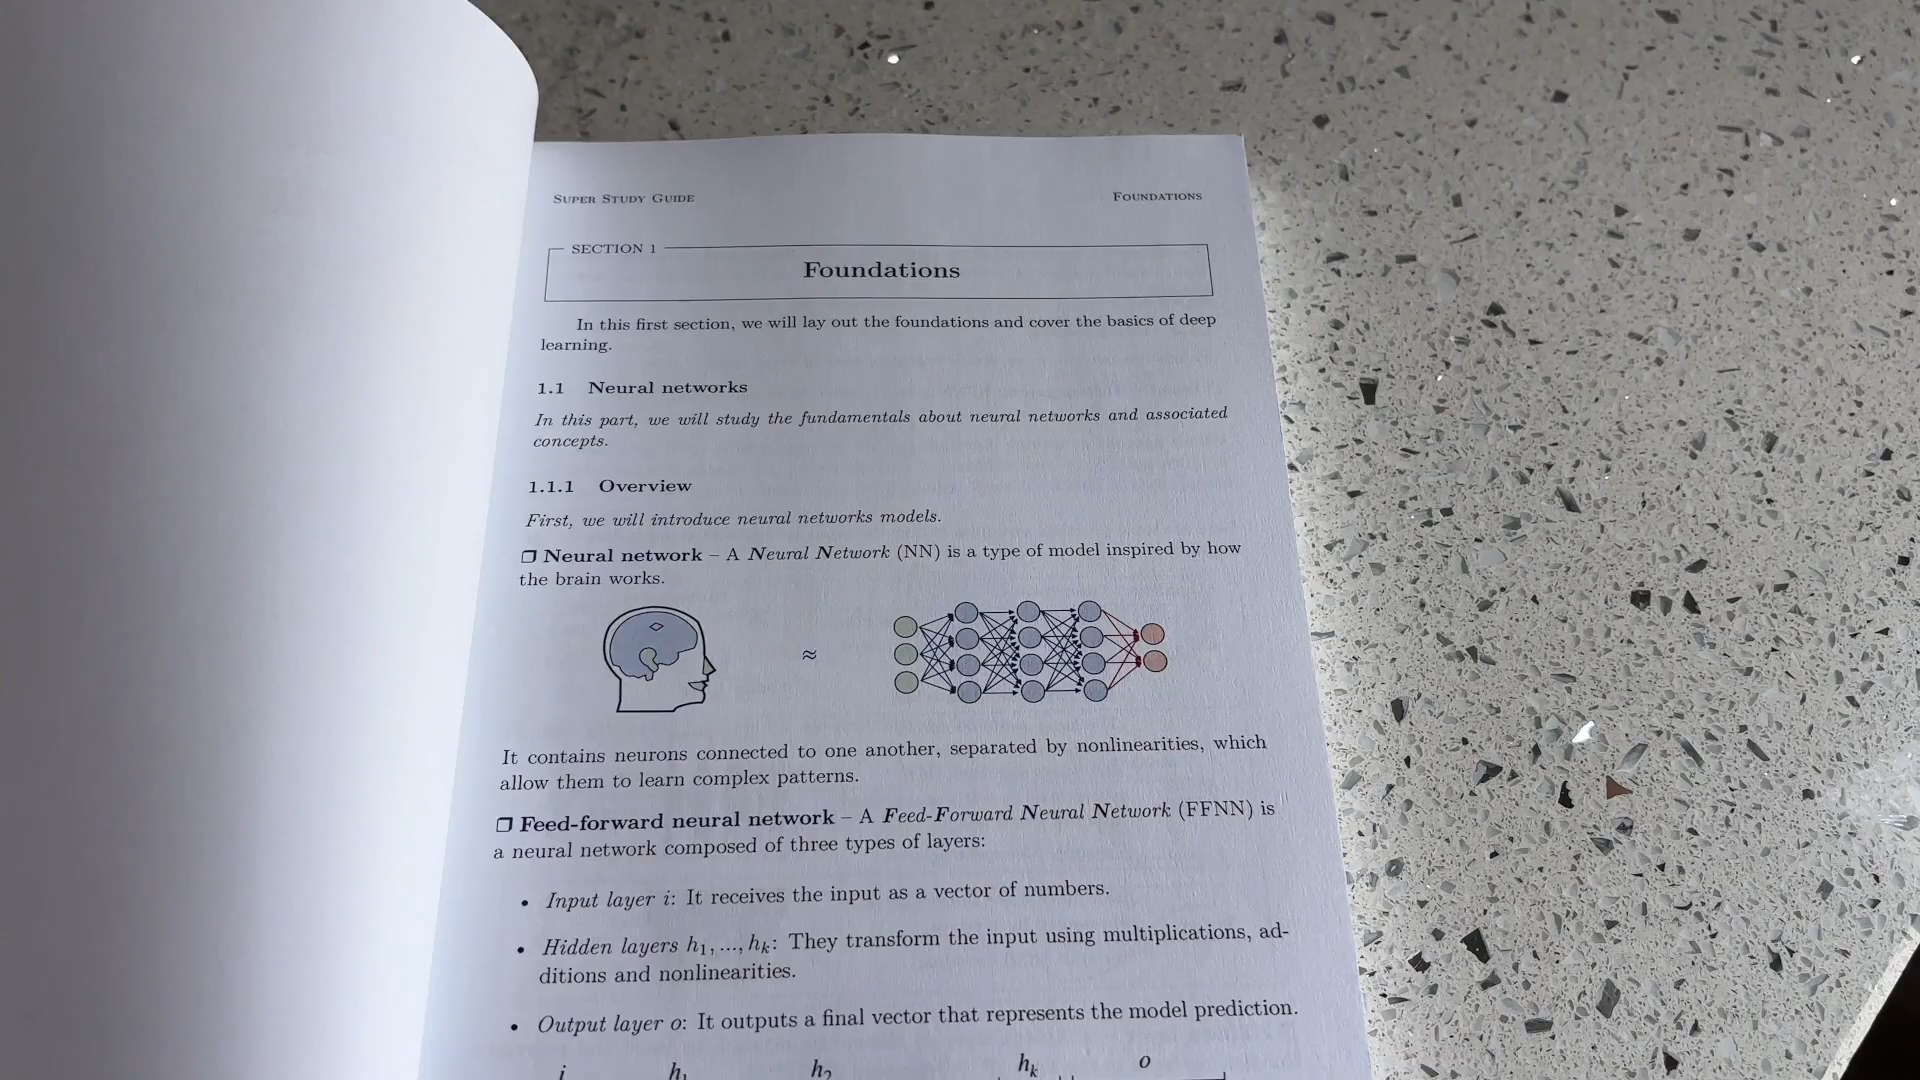 SUPER STUDY GUIDE
FOUNDATIONS
SECTION 1
Foundations
In this first section, we will lay out the foundations and cover the basics of deep
learning.
1.1 Neural networks
In this part, we will study the fundamentals about neural networks and associated
concepts.
1.1.1 Overview
First, we will introduce neural networks models.
❒ Neural network – A Neural Network (NN) is a type of model inspired by how
the brain works.
≈
It contains neurons connected to one another, separated by nonlinearities, which
allow them to learn complex patterns.
❒ Feed-forward neural network – A Feed-Forward Neural Network (FFNN) is
a neural network composed of three types of layers:
• Input layer i: It receives the input as a vector of numbers.
• Hidden layers h₁, ..., hₖ: They transform the input using multiplications, ad-
ditions and nonlinearities.
• Output layer o: It outputs a final vector that represents the model prediction.
i h₁ h₂ hₖ o